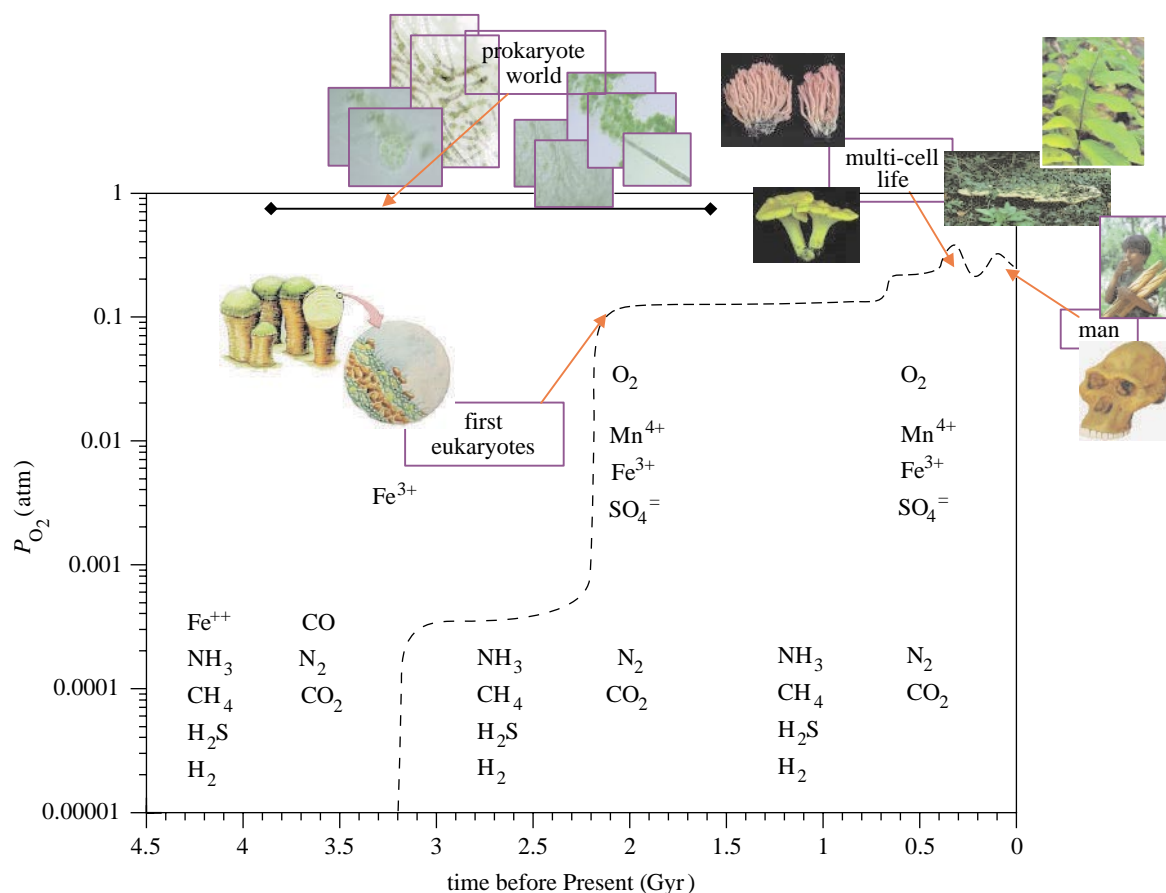 prokaryote
world
multi-cell
life
man
first
eukaryotes
1
0.1
0.01
0.001
0.0001
0.00001
P_O₂ (atm)
O₂ O₂
Mn⁴⁺ Mn⁴⁺
Fe³⁺ Fe³⁺
Fe³⁺
SO₄⁼ SO₄⁼
Fe⁺⁺ CO
NH₃ N₂ NH₃ N₂ NH₃ N₂
CH₄ CO₂ CH₄ CO₂ CH₄ CO₂
H₂S H₂S H₂S
H₂ H₂ H₂
4.5 4 3.5 3 2.5 2 1.5 1 0.5 0
time before Present (Gyr)